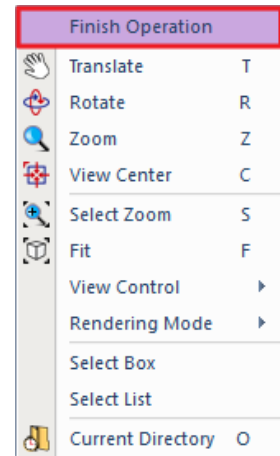 Finish Operation
Translate T
Rotate R
Zoom Z
View Center C
Select Zoom S
Fit F
View Control
Rendering Mode
Select Box
Select List
Current Directory O